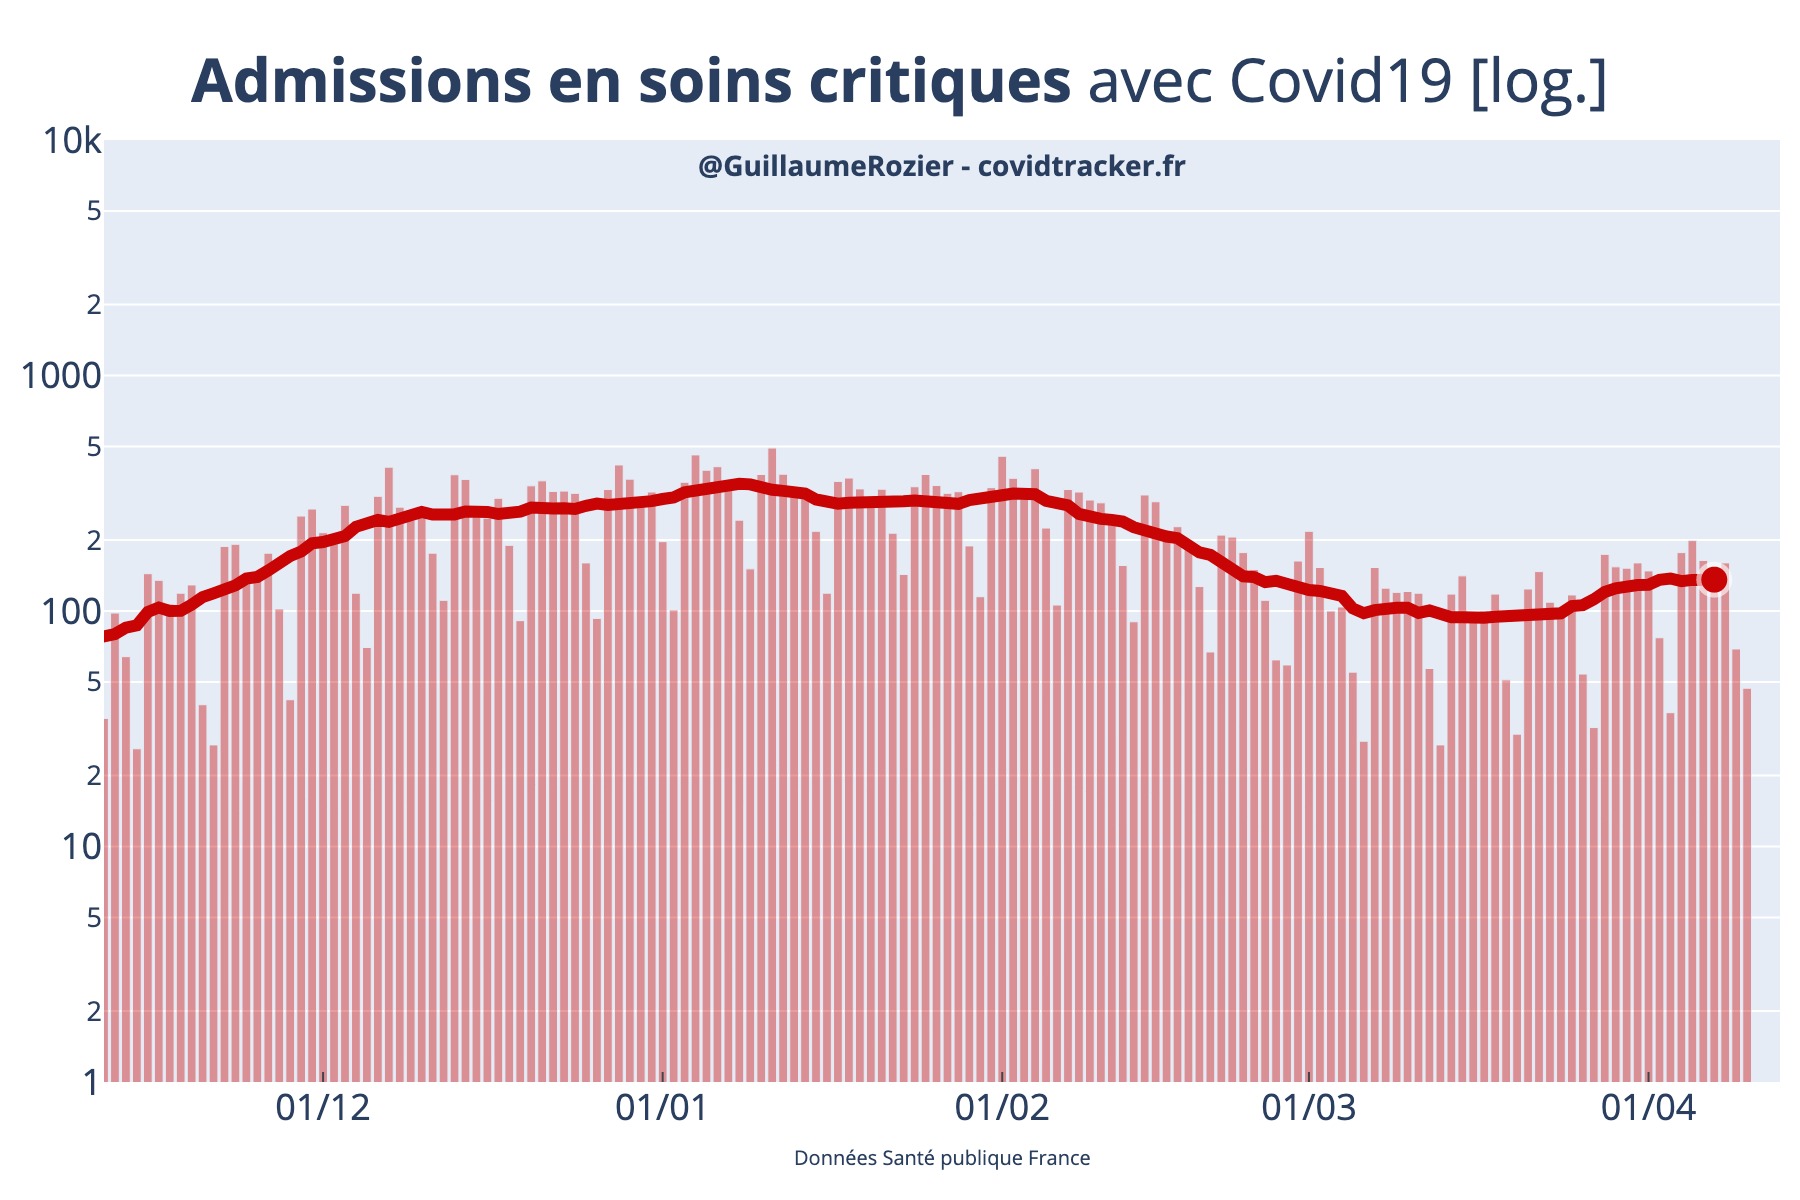 Admissions en soins critiques avec Covid19 [log.]
@GuillaumeRozier - covidtracker.fr
10k
5
2
1000
5
2
100
5
2
10
5
2
1
01/12 01/01 01/02 01/03 01/04
Données Santé publique France